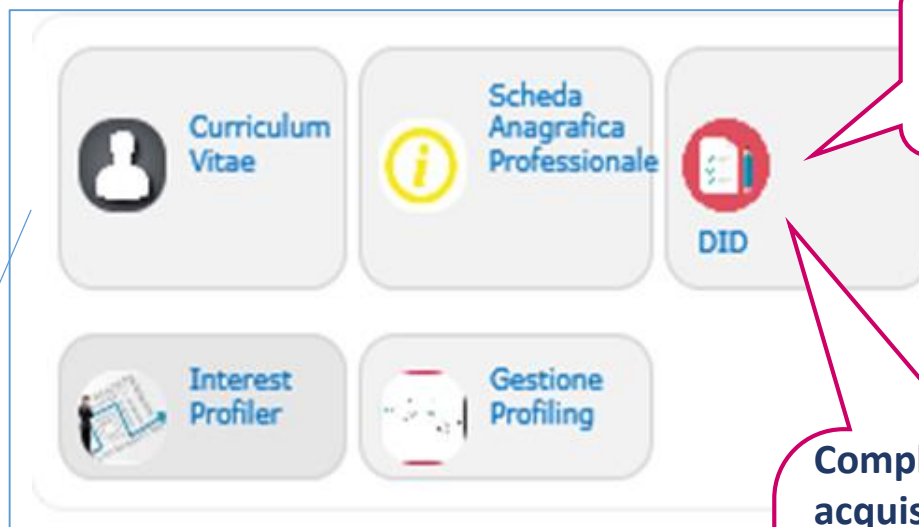 Curriculum
Vitae
Scheda
Anagrafica
Professionale
DID
Interest
Profiler
Gestione
Profiling